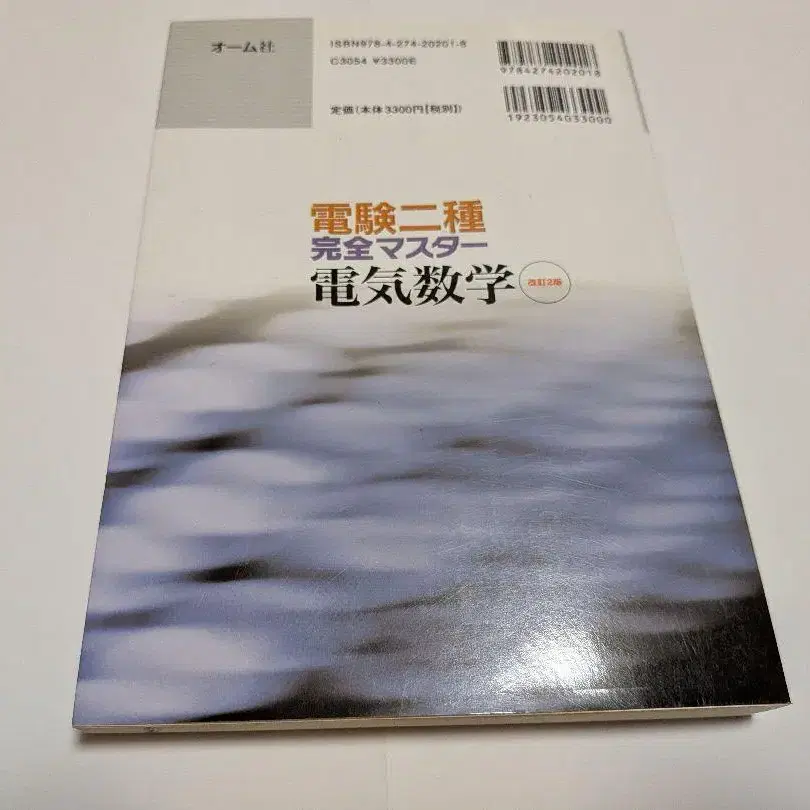 オーム社
ISBN978-4-274-20201-8
C3054 ¥3300E
定価(本体3300円【税別】)
9784274202018
1923054033000
電験二種
完全マスター
電気数学
改訂2版